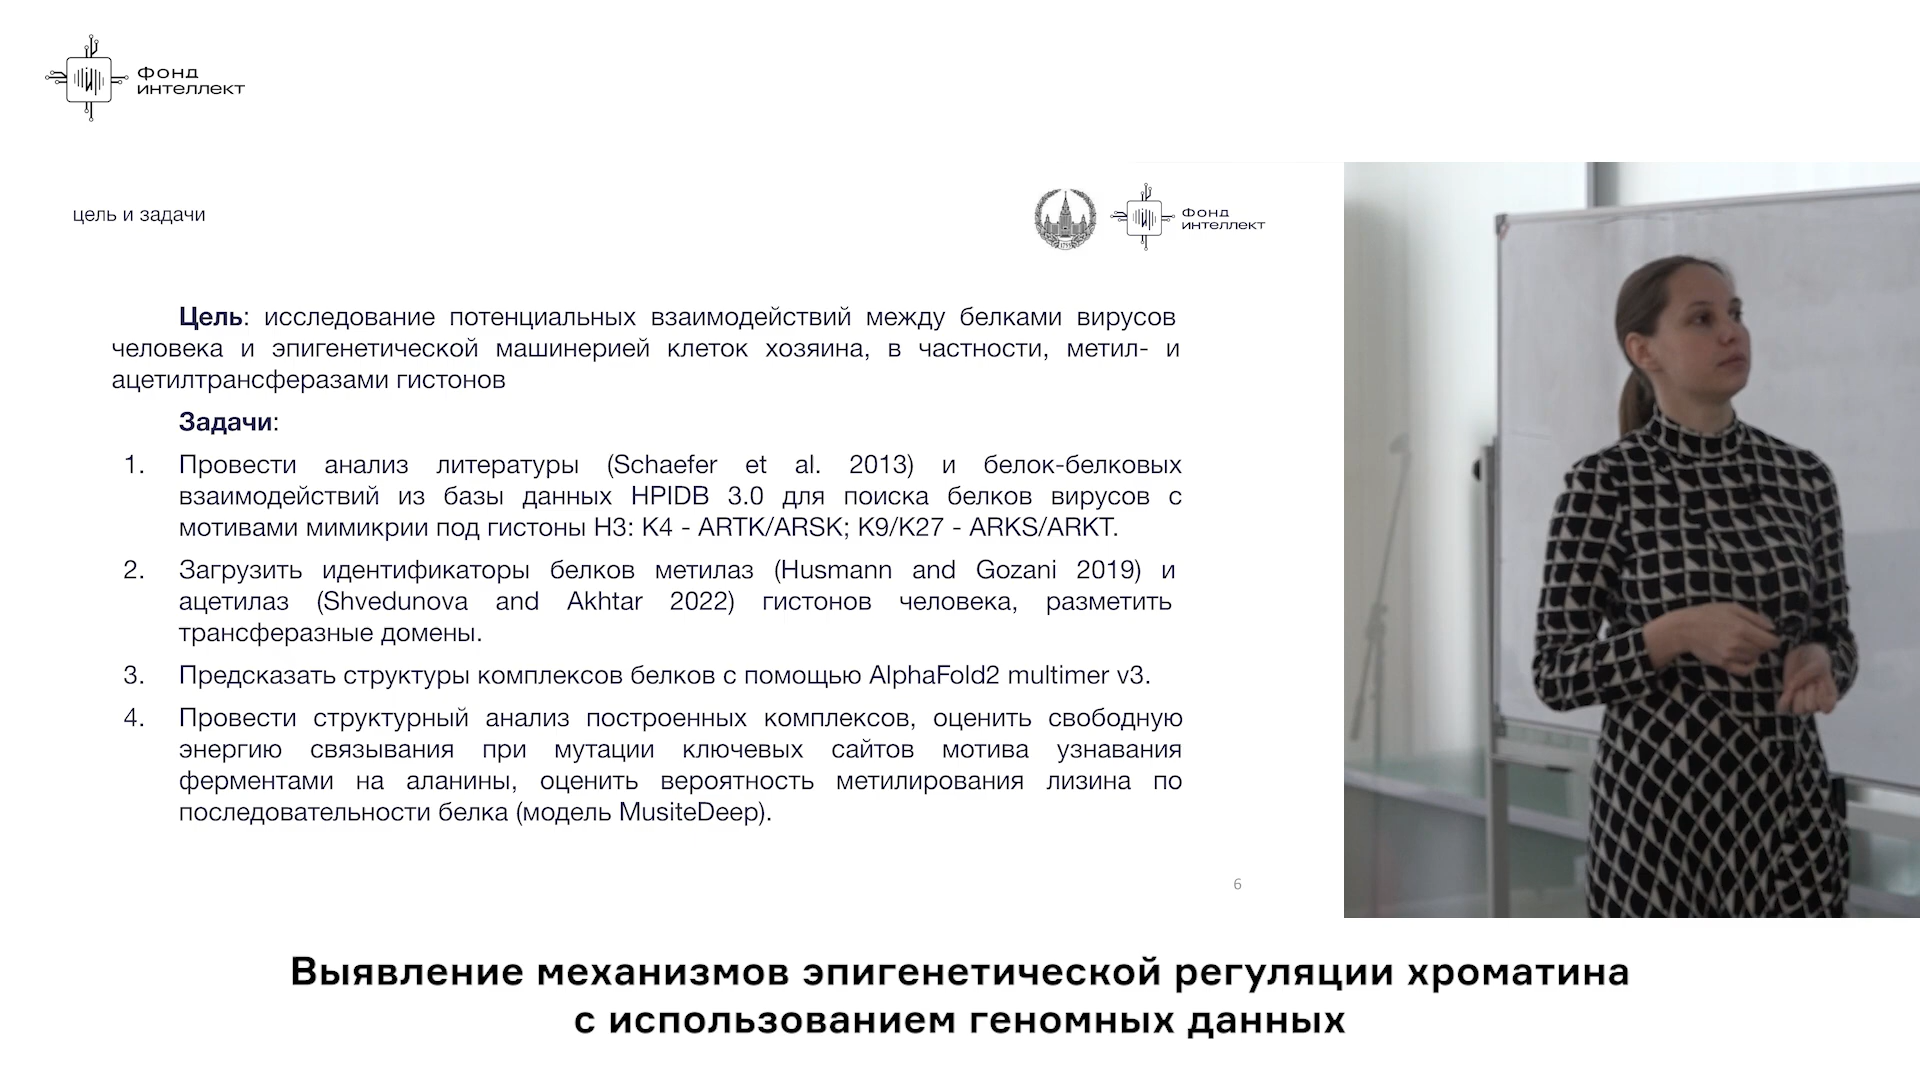 Фонд
интеллект
цель и задачи
Фонд
интеллект
Цель: исследование потенциальных взаимодействий между белками вирусов
человека и эпигенетической машинерией клеток хозяина, в частности, метил- и
ацетилтрансферазами гистонов
Задачи:
1. Провести анализ литературы (Schaefer et al. 2013) и белок-белковых
взаимодействий из базы данных HPIDB 3.0 для поиска белков вирусов с
мотивами мимикрии под гистоны H3: K4 - ARTK/ARSK; K9/K27 - ARKS/ARKT.
2. Загрузить идентификаторы белков метилаз (Husmann and Gozani 2019) и
ацетилаз (Shvedunova and Akhtar 2022) гистонов человека, разметить
трансферазные домены.
3. Предсказать структуры комплексов белков с помощью AlphaFold2 multimer v3.
4. Провести структурный анализ построенных комплексов, оценить свободную
энергию связывания при мутации ключевых сайтов мотива узнавания
ферментами на аланины, оценить вероятность метилирования лизина по
последовательности белка (модель MusiteDeep).
6
Выявление механизмов эпигенетической регуляции хроматина
с использованием геномных данных